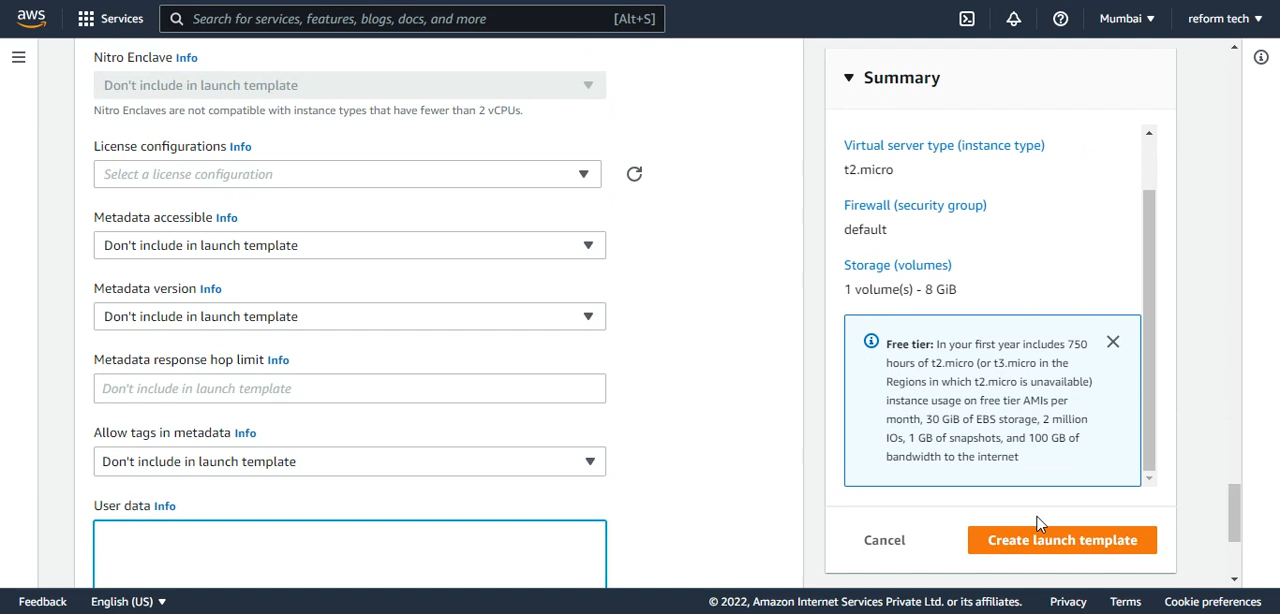 aws
Services
Search for services, features, blogs, docs, and more
[Alt+S]
Mumbai
reform tech
Nitro Enclave Info
Don't include in launch template
Nitro Enclaves are not compatible with instance types that have fewer than 2 vCPUs.
License configurations Info
Select a license configuration
Metadata accessible Info
Don't include in launch template
Metadata version Info
Don't include in launch template
Metadata response hop limit Info
Don't include in launch template
Allow tags in metadata Info
Don't include in launch template
User data Info
Summary
Virtual server type (instance type)
t2.micro
Firewall (security group)
default
Storage (volumes)
1 volume(s) - 8 GiB
Free tier: In your first year includes 750
hours of t2.micro (or t3.micro in the
Regions in which t2.micro is unavailable)
instance usage on free tier AMIs per
month, 30 GiB of EBS storage, 2 million
IOs, 1 GB of snapshots, and 100 GB of
bandwidth to the internet
Cancel
Create launch template
Feedback
English (US)
© 2022, Amazon Internet Services Private Ltd. or its affiliates.
Privacy
Terms
Cookie preferences